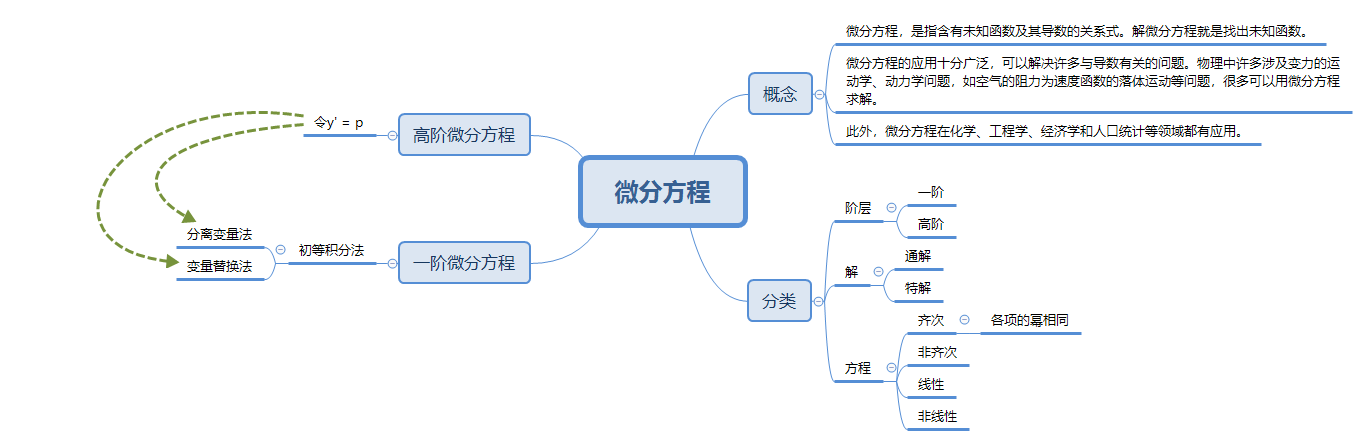 微分方程
概念
微分方程，是指含有未知函数及其导数的关系式。解微分方程就是找出未知函数。
微分方程的应用十分广泛，可以解决许多与导数有关的问题。物理中许多涉及变力的运
动学、动力学问题，如空气的阻力为速度函数的落体运动等问题，很多可以用微分方程
求解。
此外，微分方程在化学、工程学、经济学和人口统计等领域都有应用。
分类
阶层
一阶
高阶
解
通解
特解
方程
齐次
各项的幂相同
非齐次
线性
非线性
高阶微分方程
令y' = p
一阶微分方程
初等积分法
分离变量法
变量替换法